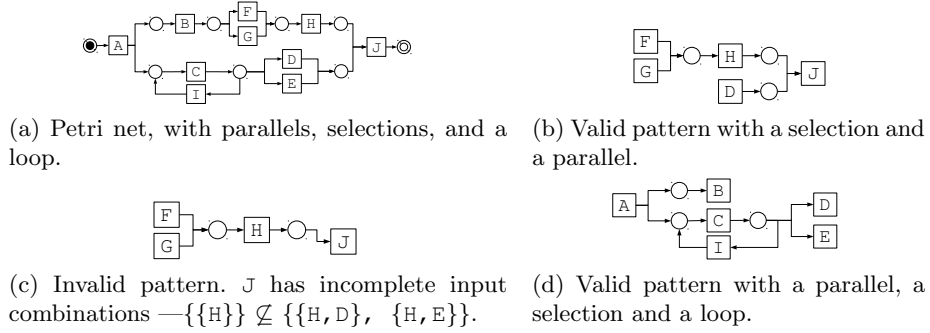 A B F G H J
C I D E
(a) Petri net, with parallels, selections, and a
loop.
F G H D J
(b) Valid pattern with a selection and
a parallel.
F G H J
(c) Invalid pattern. J has incomplete input
combinations —{{H}} ⊈ {{H,D}, {H,E}}.
A B C I D E
(d) Valid pattern with a parallel, a
selection and a loop.